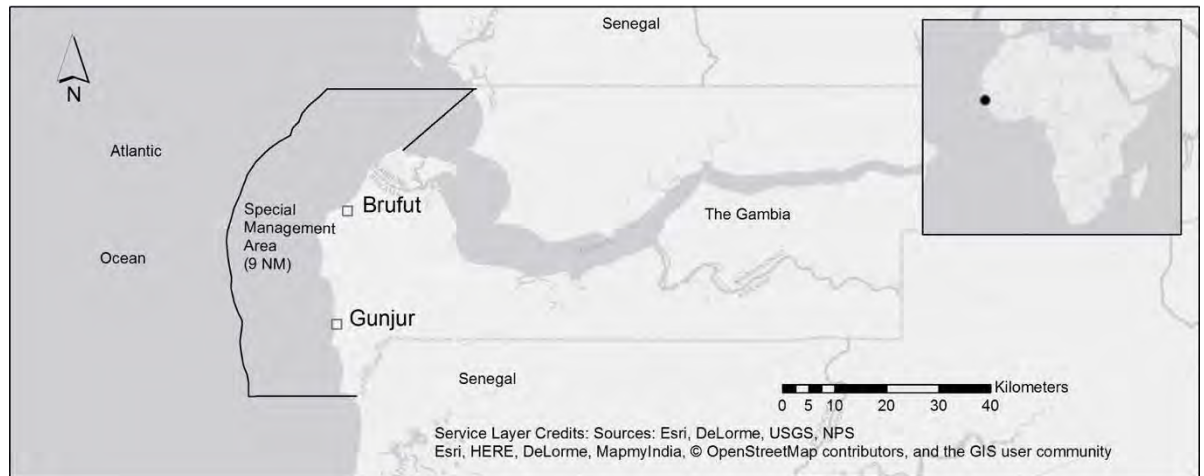 Senegal
N
Atlantic
Brufut
Special
Management
Area
(9 NM)
The Gambia
Ocean
Gunjur
Senegal
Kilometers
0 5 10 20 30 40
Service Layer Credits: Sources: Esri, DeLorme, USGS, NPS
Esri, HERE, DeLorme, MapmyIndia, © OpenStreetMap contributors, and the GIS user community